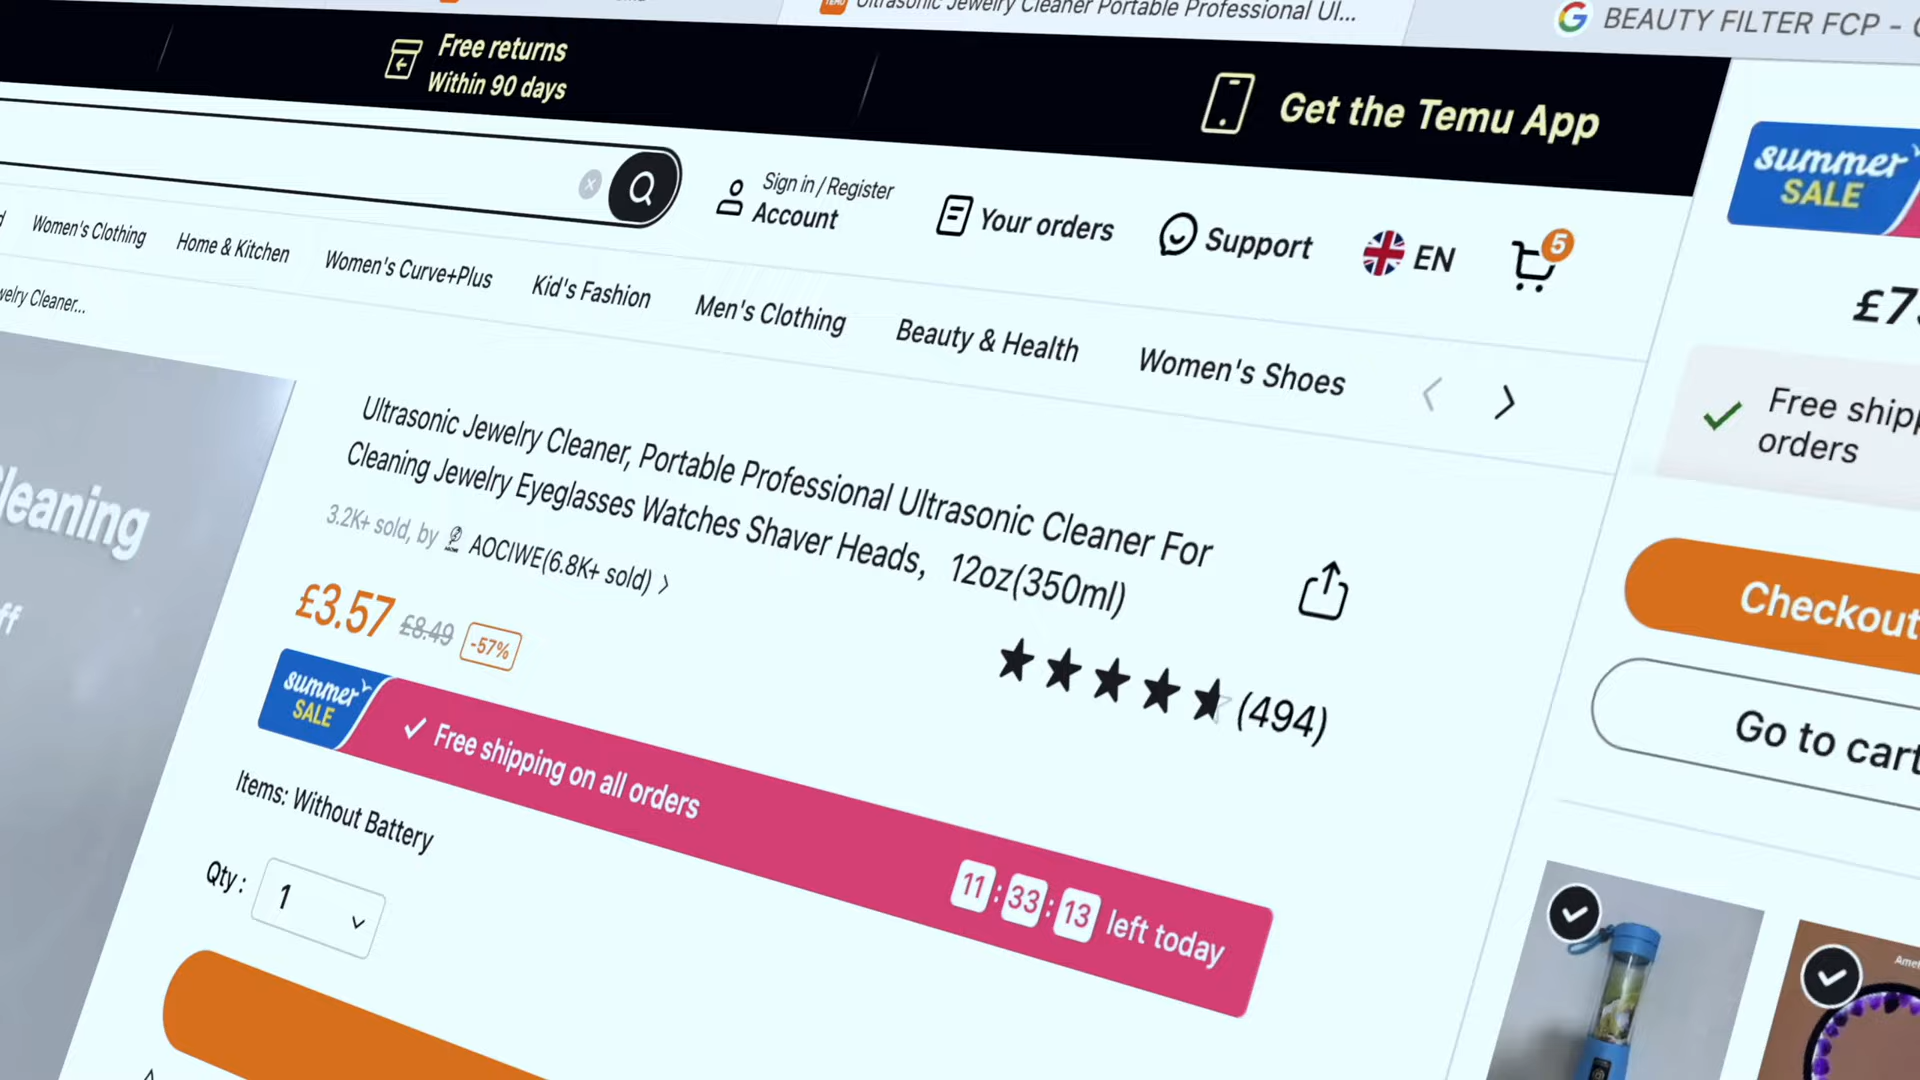 Ultrasonic Jewelry Cleaner Portable Professional Ul...
BEAUTY FILTER FCP -
Free returns
Within 90 days
Get the Temu App
Sign in / Register
Account
Your orders
Support
EN
5
Women's Clothing
Home & Kitchen
Women's Curve+Plus
Kid's Fashion
Men's Clothing
Beauty & Health
Women's Shoes
Cleaner...
Ultrasonic Jewelry Cleaner, Portable Professional Ultrasonic Cleaner For
Cleaning Jewelry Eyeglasses Watches Shaver Heads, 12oz(350ml)
3.2K+ sold, by AOCIWE(6.8K+ sold)
(494)
£3.57 £8.49 -57%
summer
SALE
Free shipping on all orders
11:33:13 left today
Items: Without Battery
Qty: 1
summer
SALE
Free shipp
orders
Checkout
Go to cart